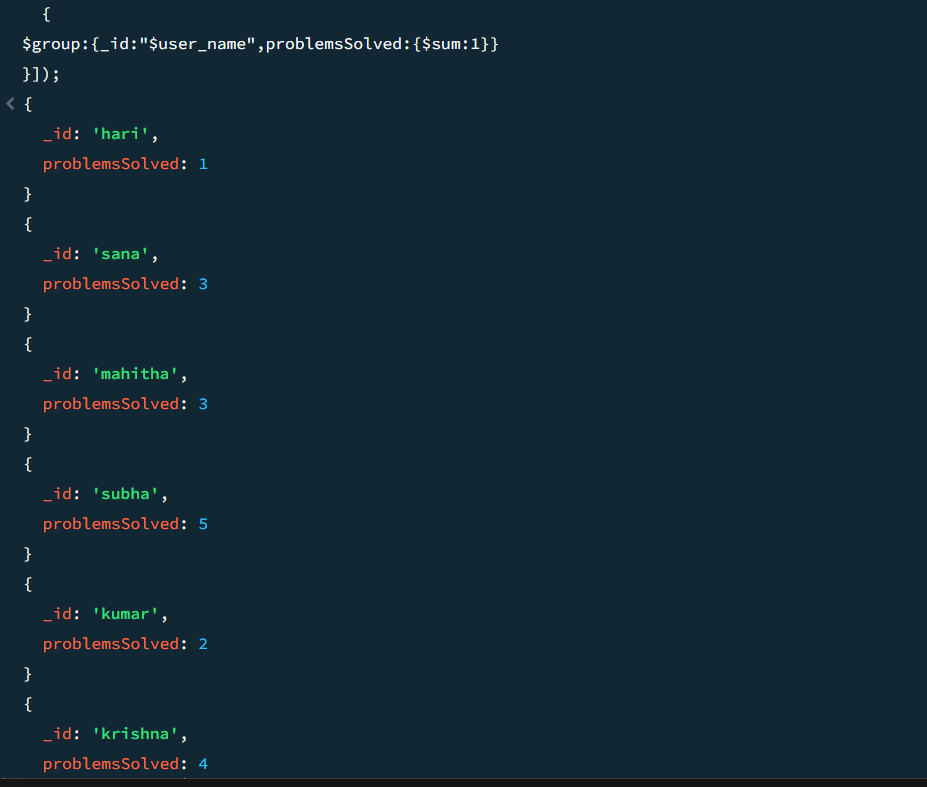 {
$group:{_id:"$user_name",problemsSolved:{$sum:1}}
}]);
< {
_id: 'hari',
problemsSolved: 1
}
{
_id: 'sana',
problemsSolved: 3
}
{
_id: 'mahitha',
problemsSolved: 3
}
{
_id: 'subha',
problemsSolved: 5
}
{
_id: 'kumar',
problemsSolved: 2
}
{
_id: 'krishna',
problemsSolved: 4